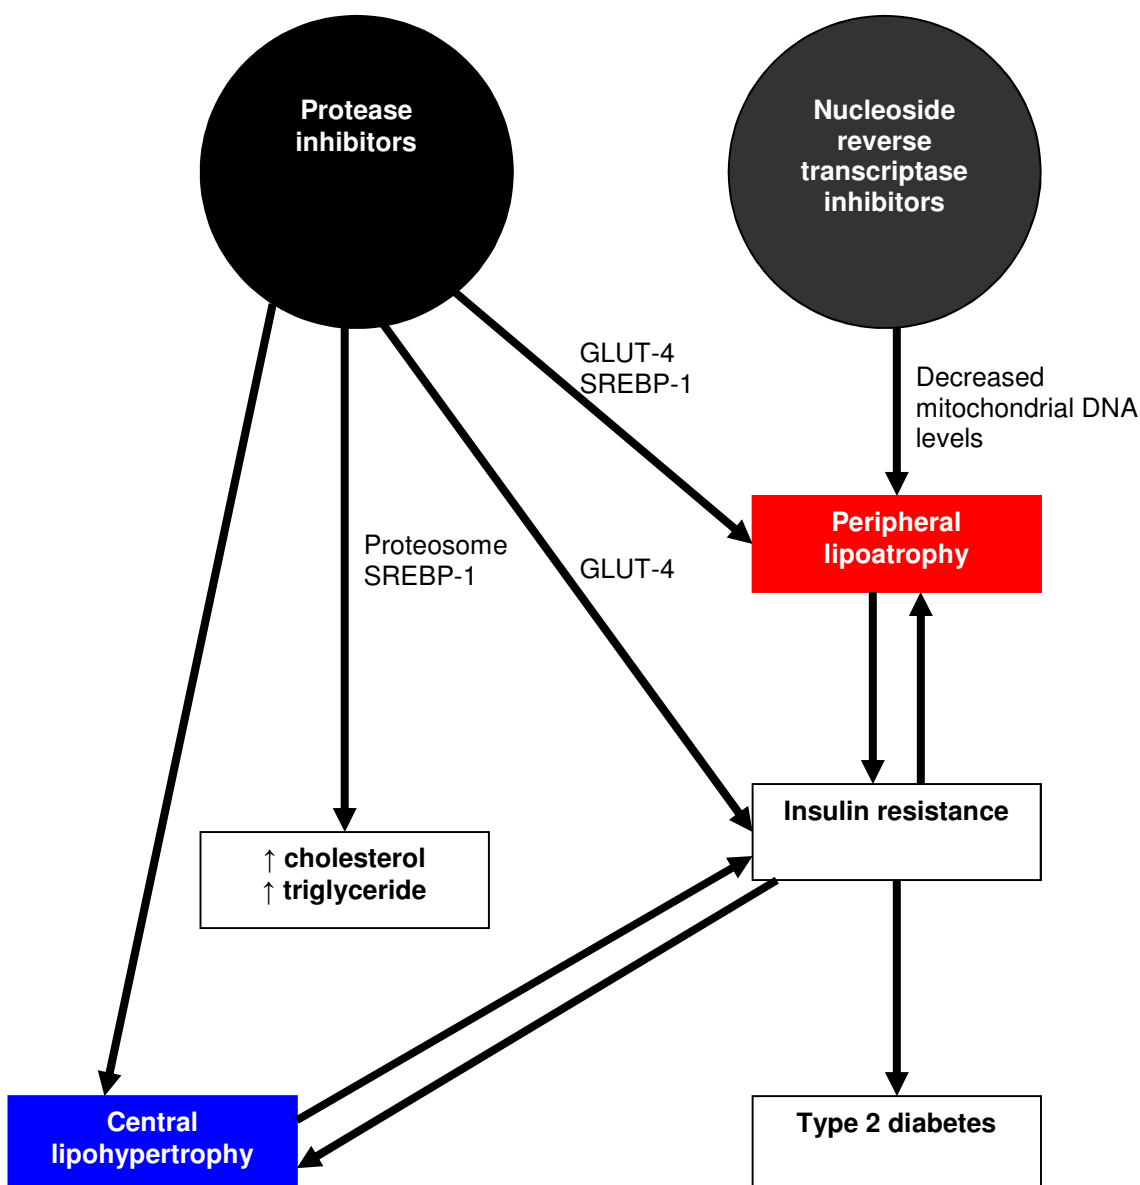 Protease
inhibitors
Nucleoside
reverse
transcriptase
inhibitors
GLUT-4
SREBP-1
Decreased
mitochondrial DNA
levels
Peripheral
lipoatrophy
Proteosome
SREBP-1
GLUT-4
Insulin resistance
↑ cholesterol
↑ triglyceride
Central
lipohypertrophy
Type 2 diabetes